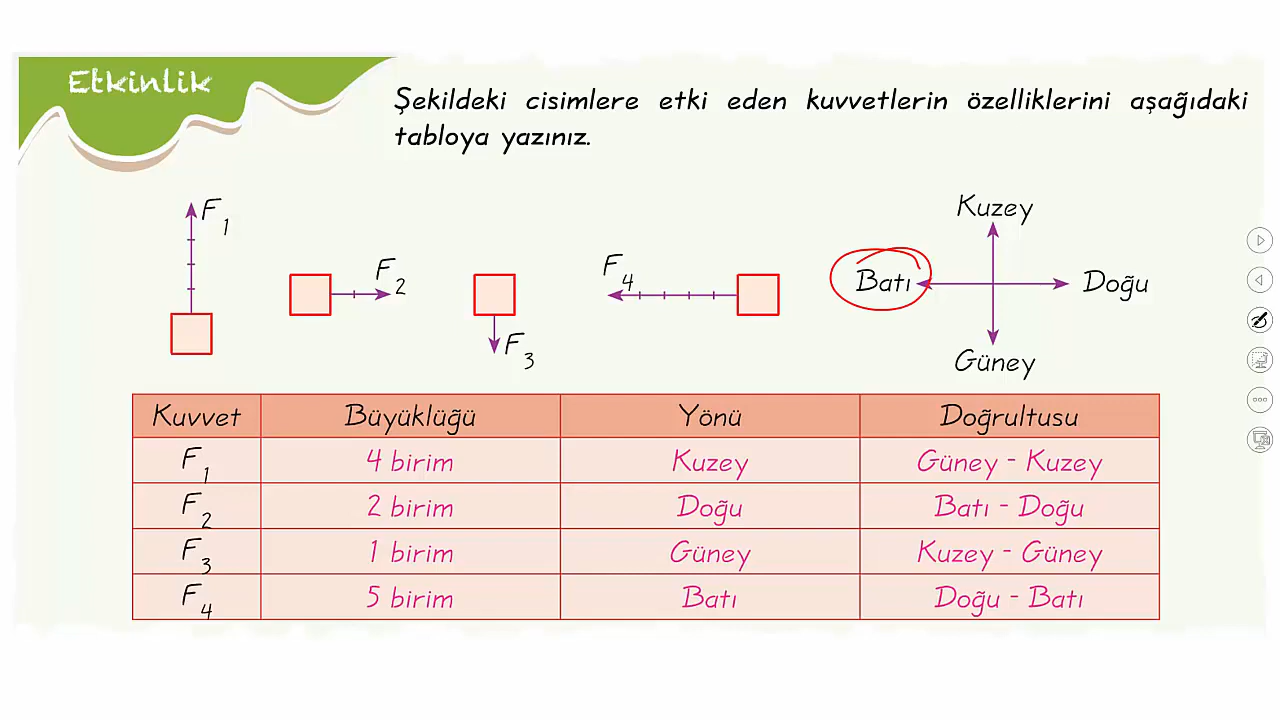 Etkinlik
Şekildeki cisimlere etki eden kuvvetlerin özelliklerini aşağıdaki
tabloya yazınız.
F1
F2
F3
F4
Kuzey
Batı
Doğu
Güney
Kuvvet Büyüklüğü Yönü Doğrultusu
F1 4 birim Kuzey Güney - Kuzey
F2 2 birim Doğu Batı - Doğu
F3 1 birim Güney Kuzey - Güney
F4 5 birim Batı Doğu - Batı